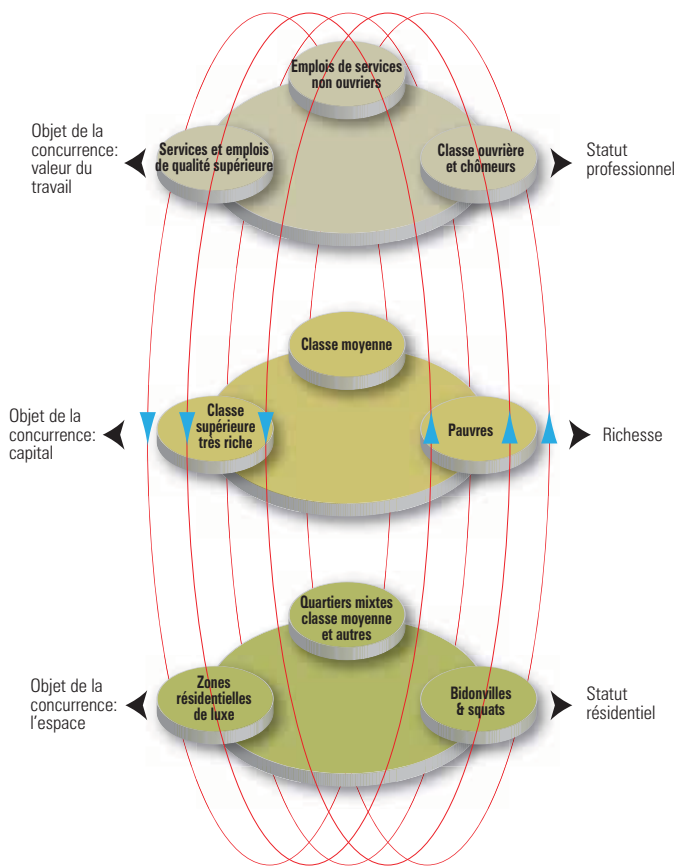 Emplois de services
non ouvriers
Objet de la
concurrence:
valeur du
travail
Services et emplois
de qualité supérieure
Classe ouvrière
et chômeurs
Statut
professionnel
Classe moyenne
Objet de la
concurrence:
capital
Classe
supérieure
très riche
Pauvres
Richesse
Quartiers mixtes
classe moyenne
et autres
Objet de la
concurrence:
l'espace
Zones
résidentielles
de luxe
Bidonvilles
& squats
Statut
résidentiel